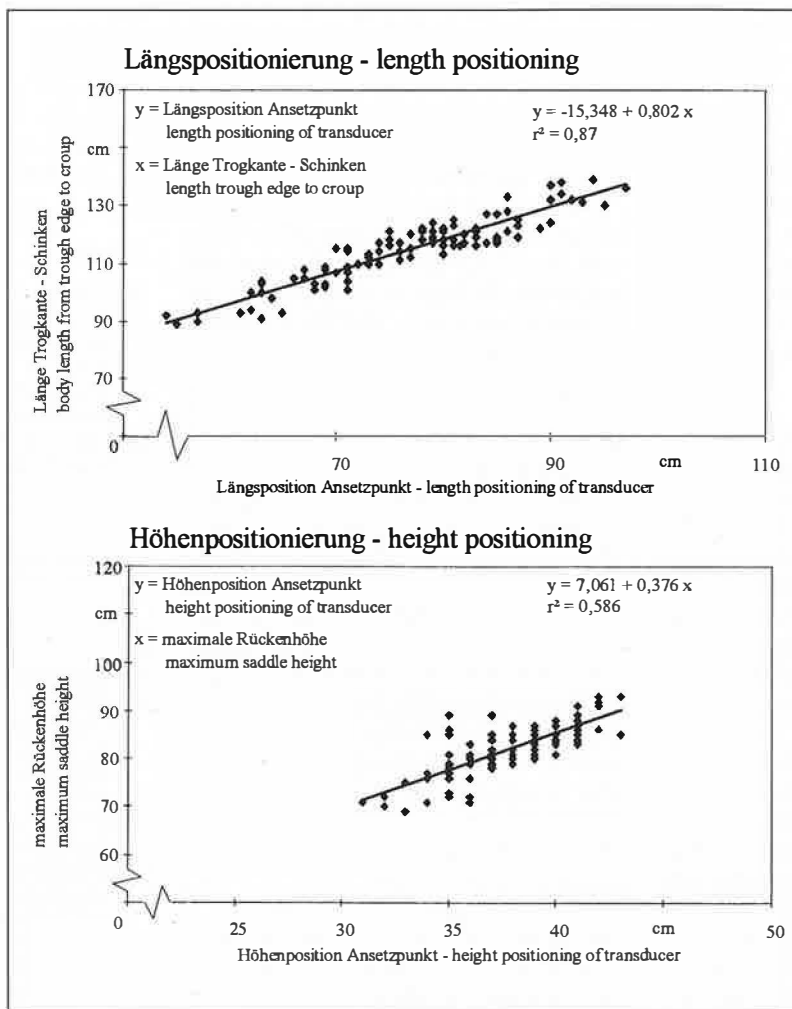 Längspositionierung - length positioning
170
y = Längsposition Ansetzpunkt
length positioning of transducer
y = -15,348 + 0,802 x
r² = 0,87
cm
x = Länge Trogkante - Schinken
length trough edge to croup
130
110
90
70
0
Länge Trogkante - Schinken
body length from trough edge to croup
70
90
cm
110
Längsposition Ansetzpunkt - length positioning of transducer
Höhenpositionierung - height positioning
120
y = Höhenposition Ansetzpunkt
height positioning of transducer
y = 7,061 + 0,376 x
r² = 0,586
cm
x = maximale Rückenhöhe
maximum saddle height
100
90
80
70
60
0
maximale Rückenhöhe
maximum saddle height
25
30
35
40
cm
50
Höhenposition Ansetzpunkt - height positioning of transducer